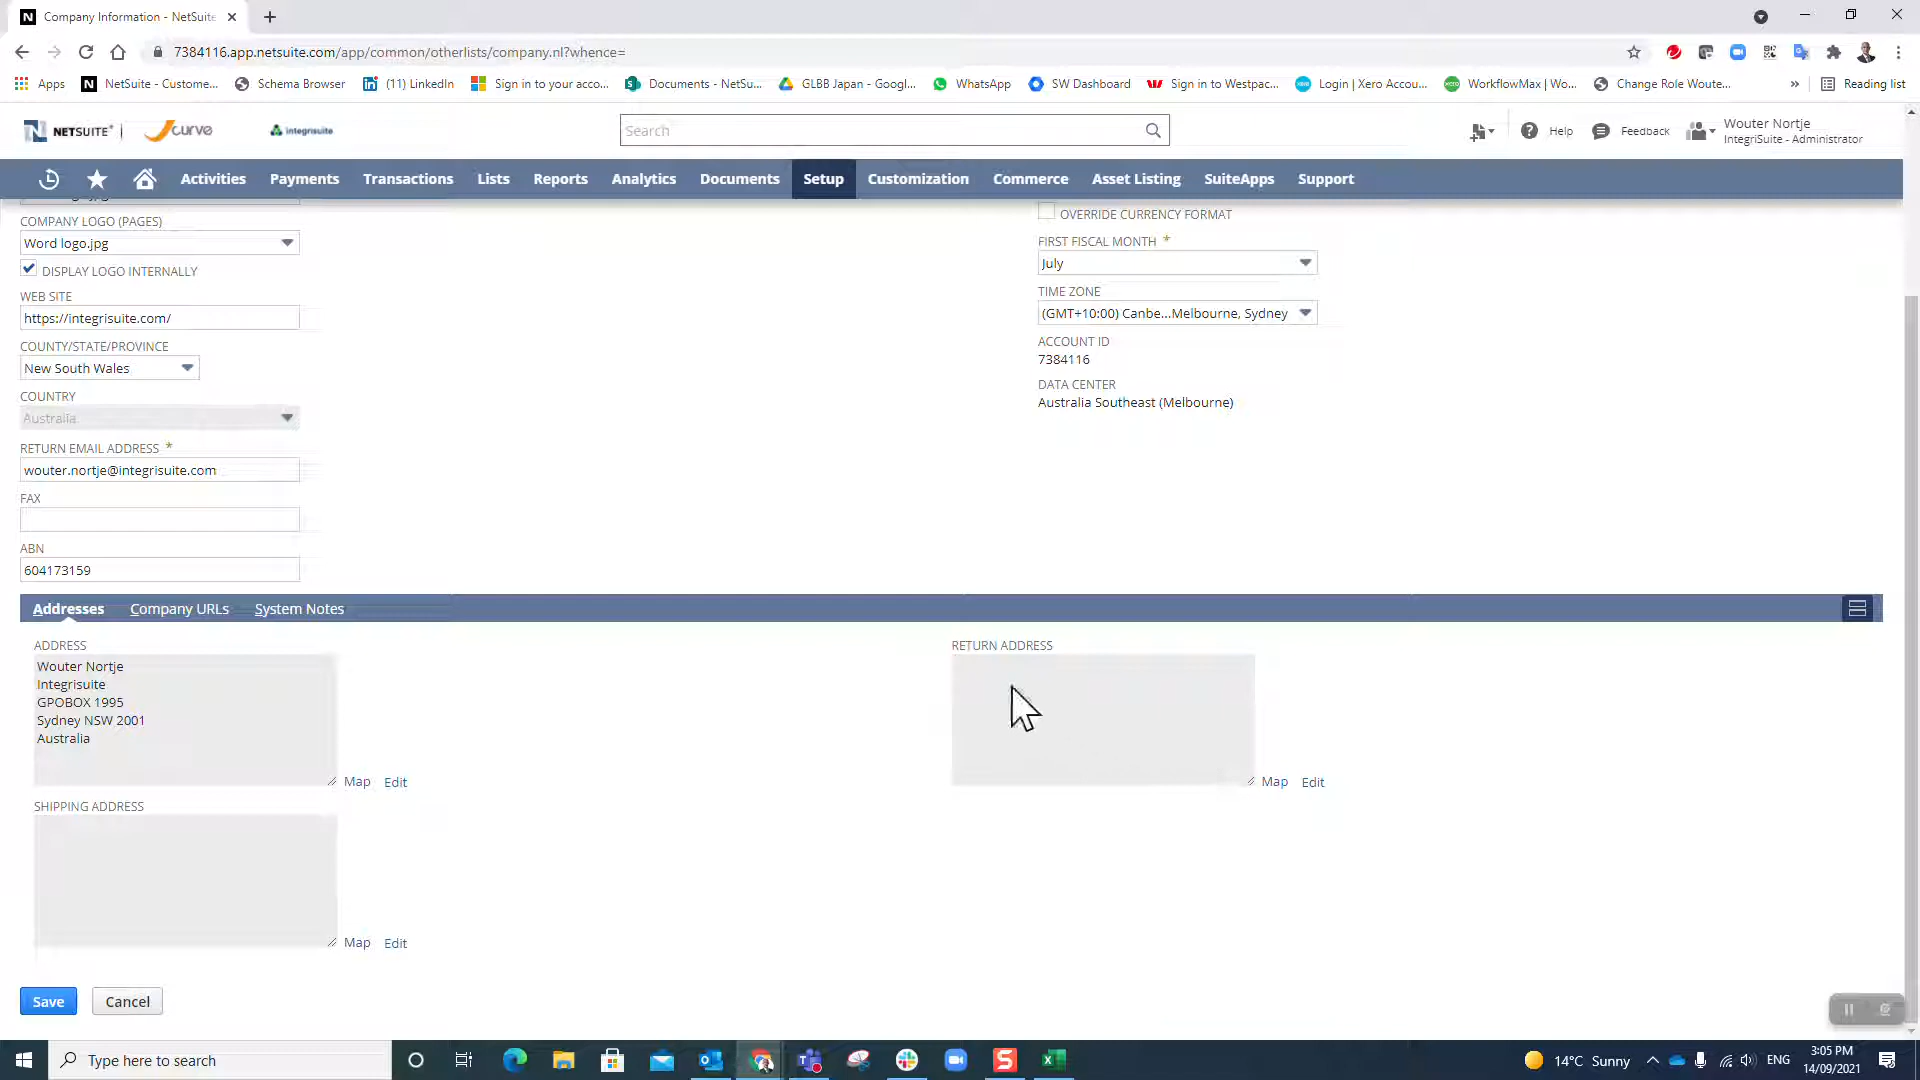 Company Information - NetSuite
7384116.app.netsuite.com/app/common/otherlists/company.nl?whence=
Apps
NetSuite - Custome...
Schema Browser
(11) LinkedIn
Sign in to your acco...
Documents - NetSu...
GLBB Japan - Googl...
WhatsApp
SW Dashboard
Sign in to Westpac...
Login | Xero Accou...
WorkflowMax | Wo...
Change Role Woute...
»
Reading list
NETSUITE
Jcurve
integrisuite
Search
Help
Feedback
Wouter Nortje
IntegriSuite - Administrator
Activities
Payments
Transactions
Lists
Reports
Analytics
Documents
Setup
Customization
Commerce
Asset Listing
SuiteApps
Support
COMPANY LOGO (PAGES)
Word logo.jpg
DISPLAY LOGO INTERNALLY
WEB SITE
https://integrisuite.com/
COUNTY/STATE/PROVINCE
New South Wales
COUNTRY
Australia
RETURN EMAIL ADDRESS *
wouter.nortje@integrisuite.com
FAX
ABN
604173159
OVERRIDE CURRENCY FORMAT
FIRST FISCAL MONTH *
July
TIME ZONE
(GMT+10:00) Canbe...Melbourne, Sydney
ACCOUNT ID
7384116
DATA CENTER
Australia Southeast (Melbourne)
Addresses
Company URLs
System Notes
ADDRESS
Wouter Nortje
Integrisuite
GPOBOX 1995
Sydney NSW 2001
Australia
Map
Edit
RETURN ADDRESS
Map
Edit
SHIPPING ADDRESS
Map
Edit
Save
Cancel
Type here to search
14°C Sunny
ENG
3:05 PM
14/09/2021